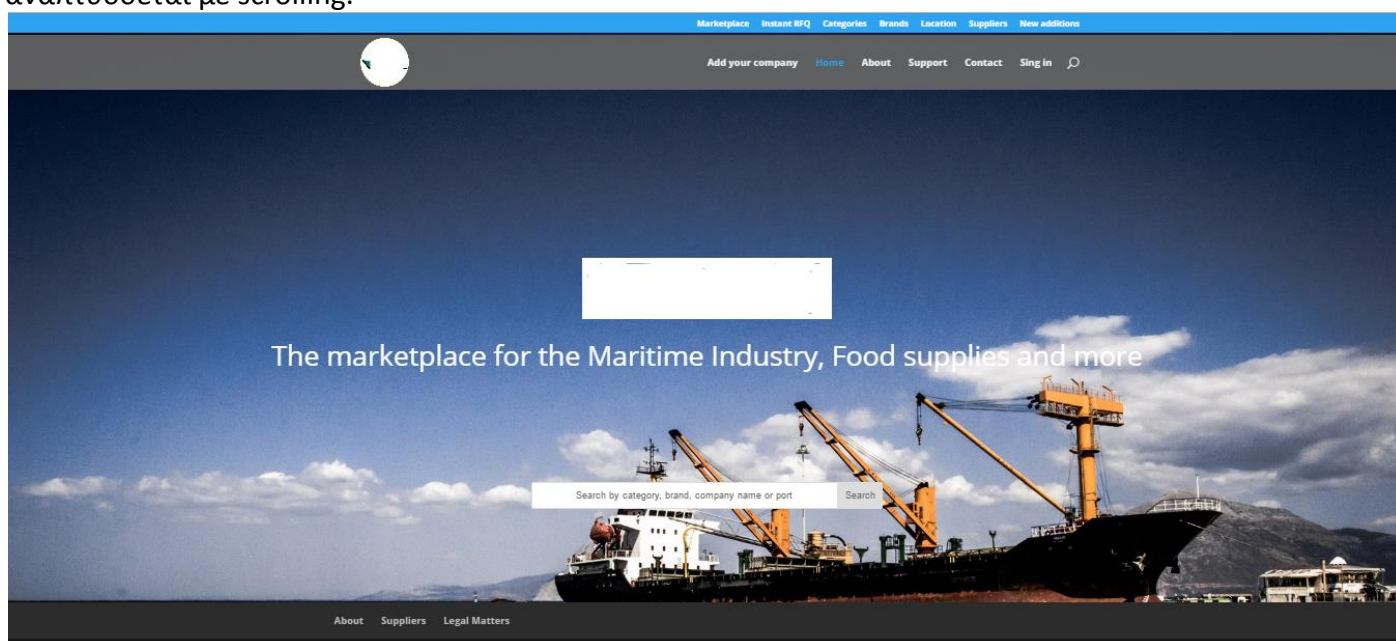 αναπτύσσεται με scrolling.
Marketplace Instant RFQ Categories Brands Location Suppliers New additions
Add your company Home About Support Contact Sing in
The marketplace for the Maritime Industry, Food supplies and more
Search by category, brand, company name or port Search
About Suppliers Legal Matters